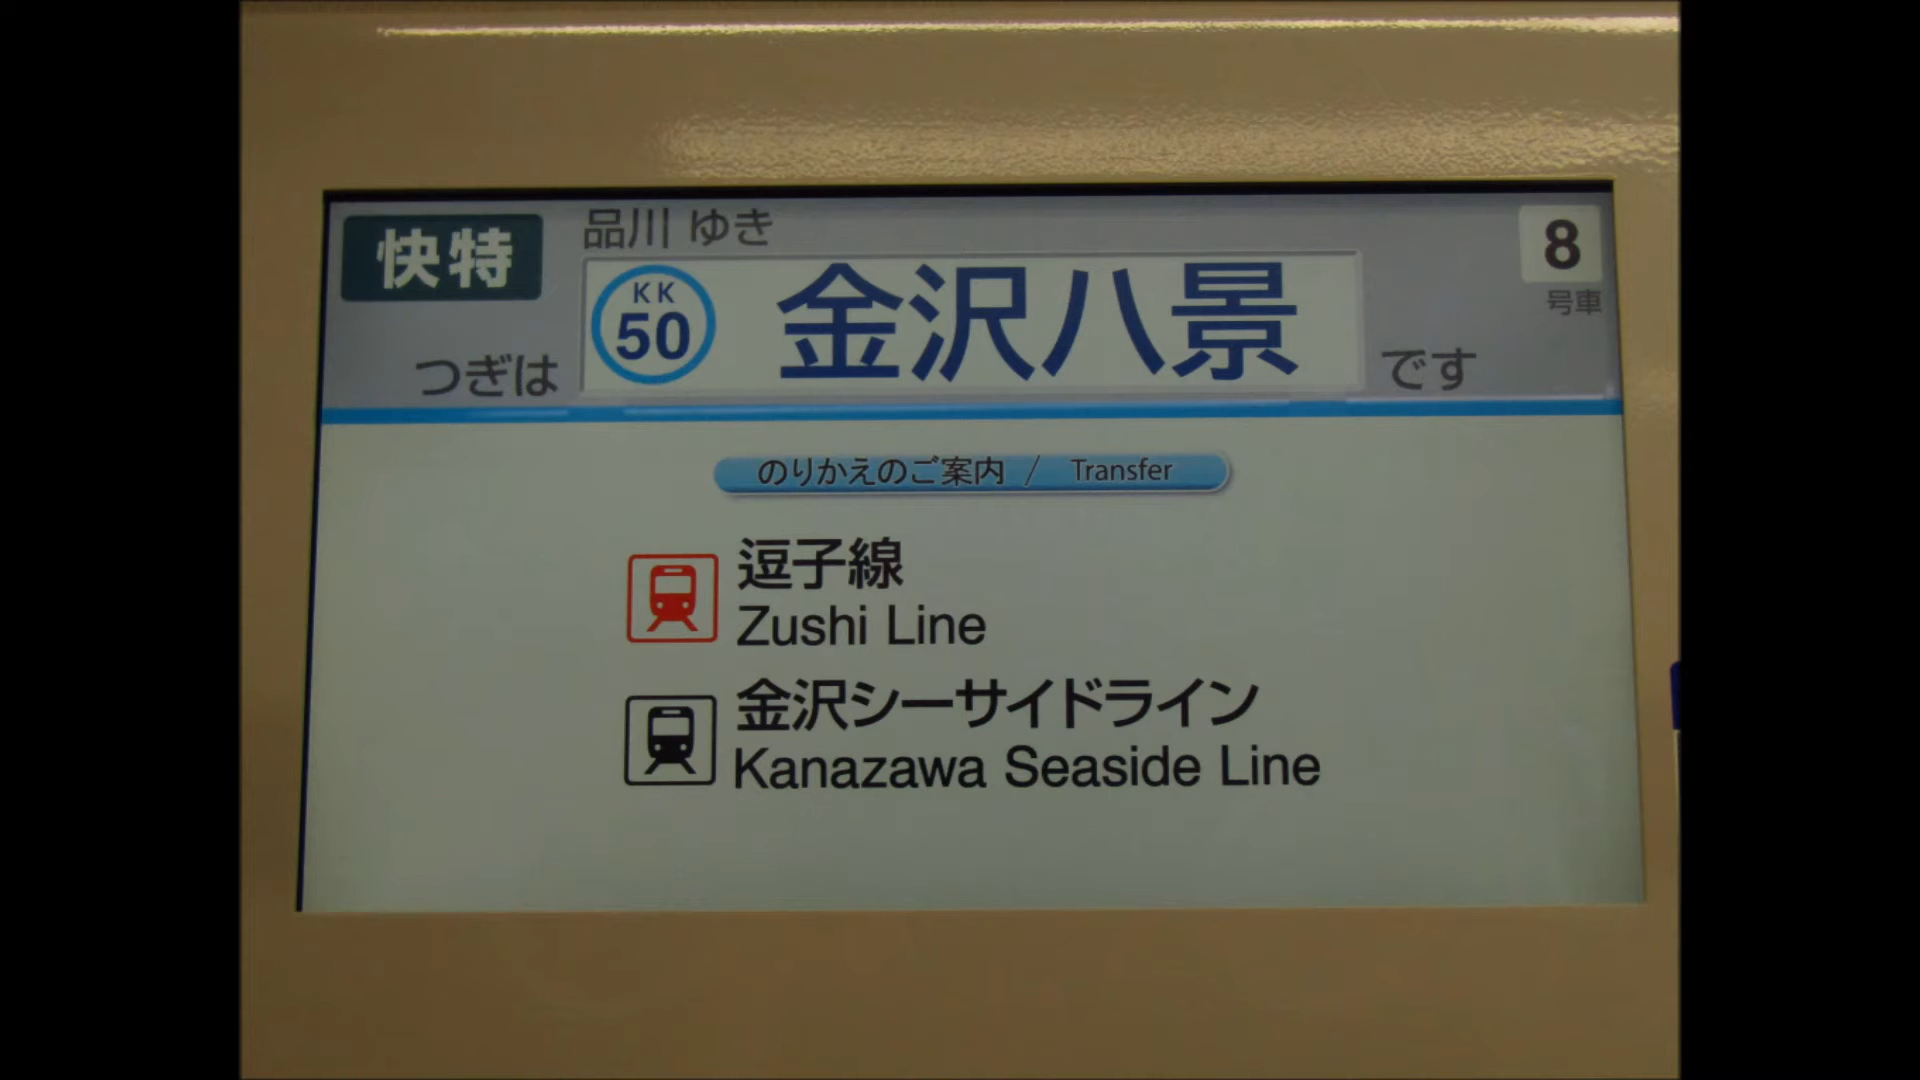 快特
品川 ゆき
8
号車
KK
50
つぎは 金沢八景 です
のりかえのご案内 / Transfer
逗子線
Zushi Line
金沢シーサイドライン
Kanazawa Seaside Line